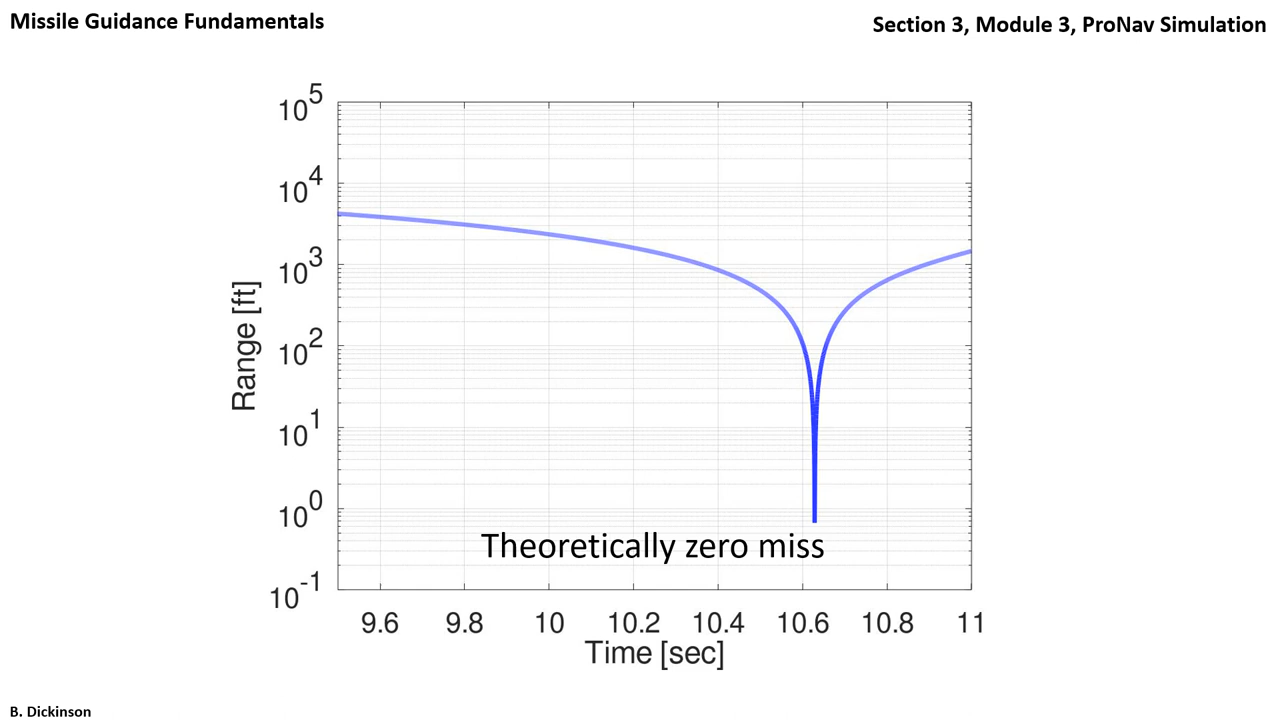 Missile Guidance Fundamentals
Section 3, Module 3, ProNav Simulation
10^5
10^4
10^3
10^2
10^1
10^0
10^-1
Range [ft]
Theoretically zero miss
9.6 9.8 10 10.2 10.4 10.6 10.8 11
Time [sec]
B. Dickinson